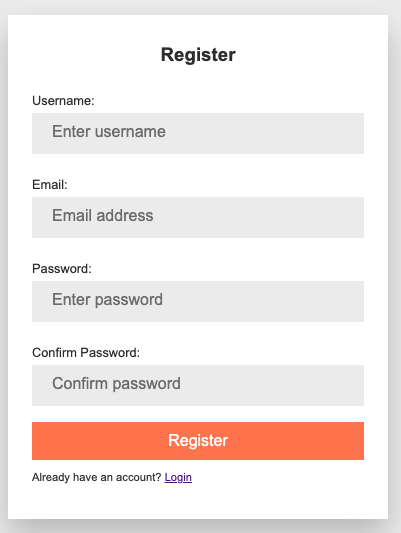 Register
Username:
Enter username
Email:
Email address
Password:
Enter password
Confirm Password:
Confirm password
Register
Already have an account? Login